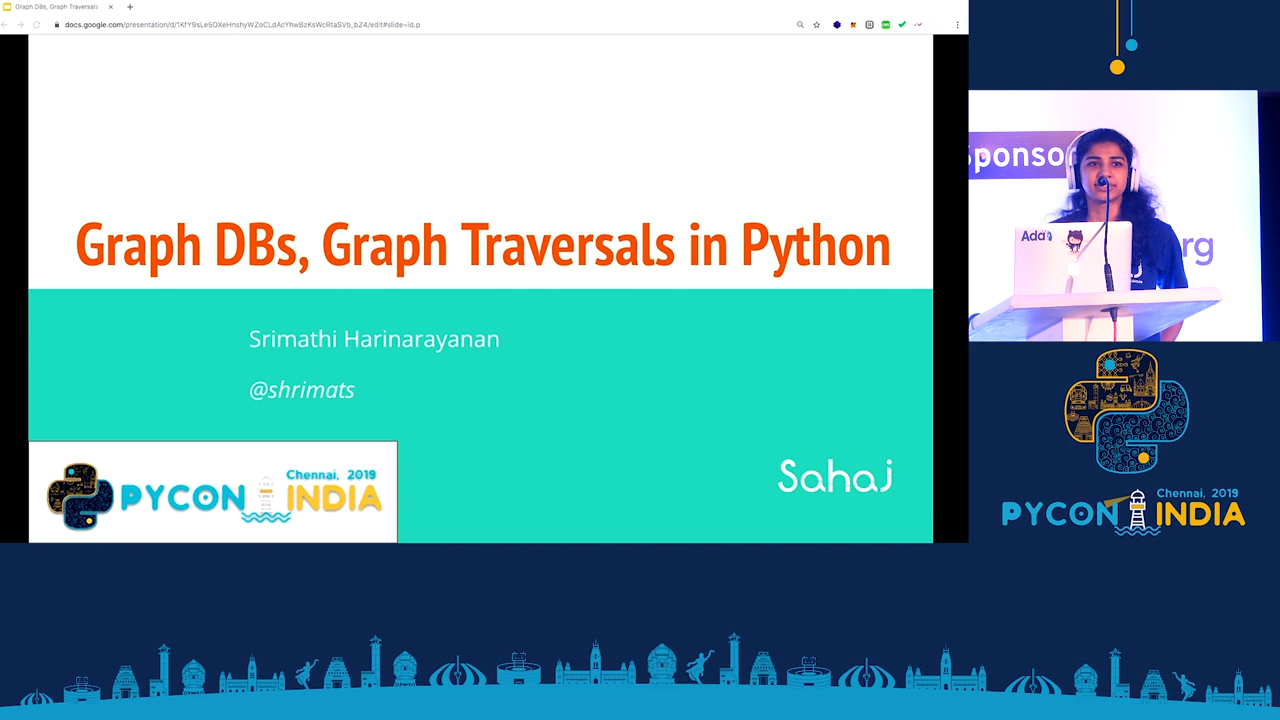 Graph DBs, Graph Traversals
docs.google.com/presentation/d/1KfY9sLe5OXeHnshyWZoCLdAcYhwBzKsWcRtaSVb_bZ4/edit#slide=id.p
Graph DBs, Graph Traversals in Python
Srimathi Harinarayanan
@shrimats
Sahaj
Chennai, 2019
PYCON INDIA
Sponso
Ada
rg
Chennai, 2019
PYCON INDIA